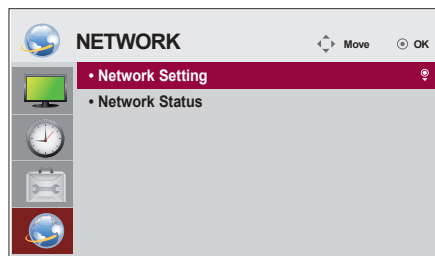 NETWORK
Move
OK
• Network Setting
• Network Status